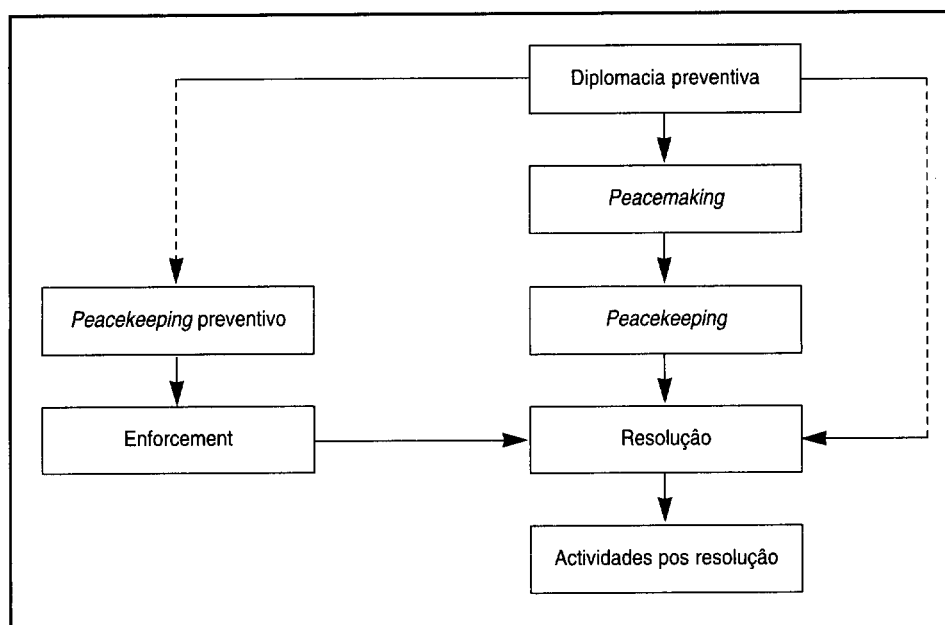 Diplomacia preventiva
Peacemaking
Peacekeeping preventivo
Peacekeeping
Enforcement
Resolução
Actividades pos resolução